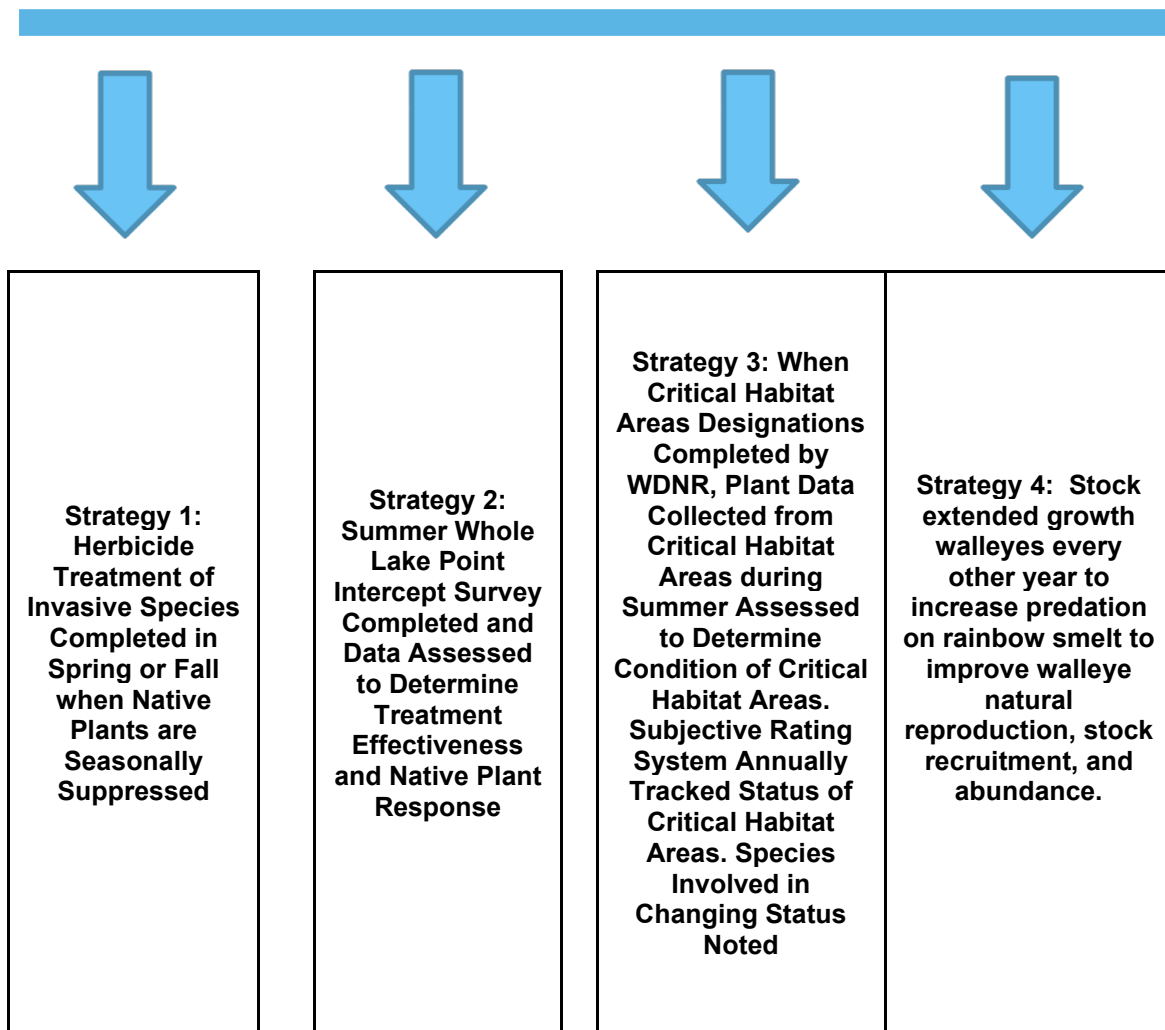 Strategy 1:
Herbicide
Treatment of
Invasive Species
Completed in
Spring or Fall
when Native
Plants are
Seasonally
Suppressed
Strategy 2:
Summer Whole
Lake Point
Intercept Survey
Completed and
Data Assessed
to Determine
Treatment
Effectiveness
and Native Plant
Response
Strategy 3: When
Critical Habitat
Areas Designations
Completed by
WDNR, Plant Data
Collected from
Critical Habitat
Areas during
Summer Assessed
to Determine
Condition of Critical
Habitat Areas.
Subjective Rating
System Annually
Tracked Status of
Critical Habitat
Areas. Species
Involved in
Changing Status
Noted
Strategy 4:  Stock
extended growth
walleyes every
other year to
increase predation
on rainbow smelt to
improve walleye
natural
reproduction, stock
recruitment, and
abundance.